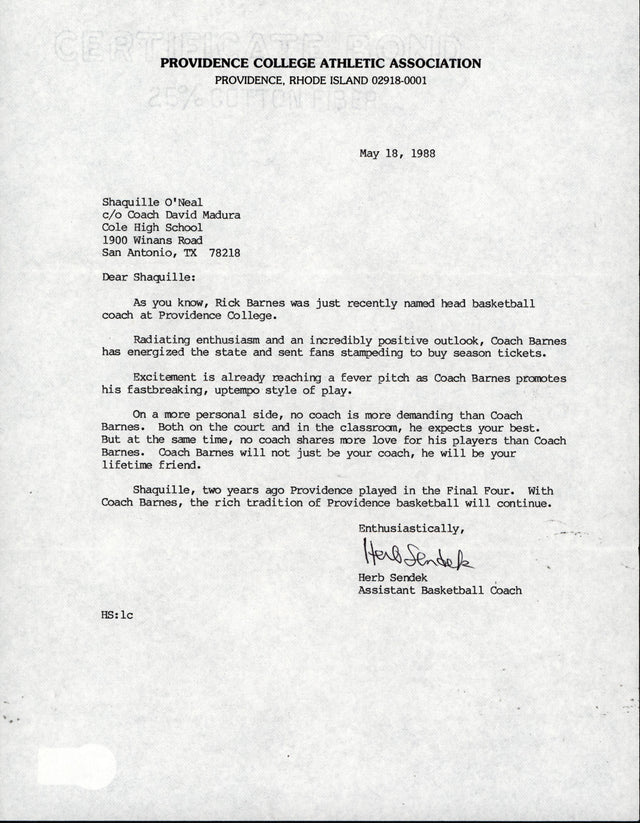 CERTIFICATE BOND
PROVIDENCE COLLEGE ATHLETIC ASSOCIATION
PROVIDENCE, RHODE ISLAND 02918-0001
25% COTTON FIBER
May 18, 1988
Shaquille O'Neal
c/o Coach David Madura
Cole High School
1900 Winans Road
San Antonio, TX 78218
Dear Shaquille:
As you know, Rick Barnes was just recently named head basketball
coach at Providence College.
Radiating enthusiasm and an incredibly positive outlook, Coach Barnes
has energized the state and sent fans stampeding to buy season tickets.
Excitement is already reaching a fever pitch as Coach Barnes promotes
his fastbreaking, uptempo style of play.
On a more personal side, no coach is more demanding than Coach
Barnes. Both on the court and in the classroom, he expects your best.
But at the same time, no coach shares more love for his players than Coach
Barnes. Coach Barnes will not just be your coach, he will be your
lifetime friend.
Shaquille, two years ago Providence played in the Final Four. With
Coach Barnes, the rich tradition of Providence basketball will continue.
Enthusiastically,
Herb Sendek
Herb Sendek
Assistant Basketball Coach
HS:lc